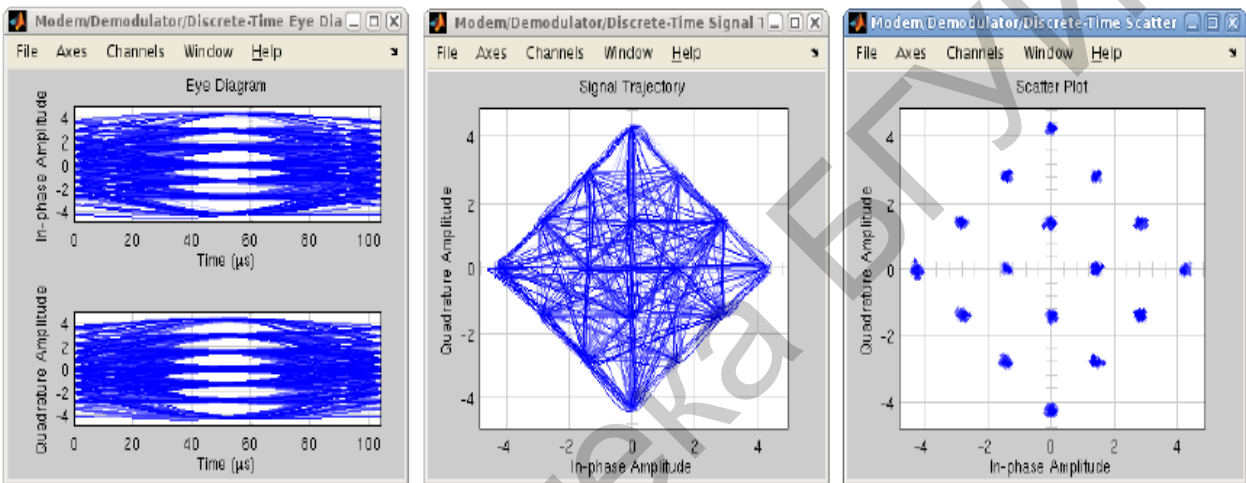 Modem/Demodulator/Discrete-Time Eye Dia
File Axes Channels Window Help
Eye Diagram
In-phase Amplitude
4
2
0
-2
-4
0 20 40 60 80 100
Time (μs)
Quadrature Amplitude
4
2
0
-2
-4
0 20 40 60 80 100
Time (μs)
Modem/Demodulator/Discrete-Time Signal T
File Axes Channels Window Help
Signal Trajectory
Quadrature Amplitude
4
2
0
-2
-4
-4 -2 0 2 4
In-phase Amplitude
Modem/Demodulator/Discrete-Time Scatter
File Axes Channels Window Help
Scatter Plot
Quadrature Amplitude
4
2
0
-2
-4
-4 -2 0 2 4
In-phase Amplitude
тека БГУИ